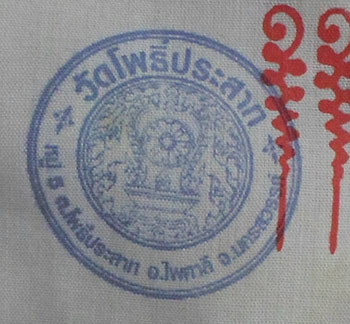 วัดโพธิ์ประสาท
หมู่ 5 ต.โพธิ์ประสาท อ.ไพศาลี จ.นครสวรรค์